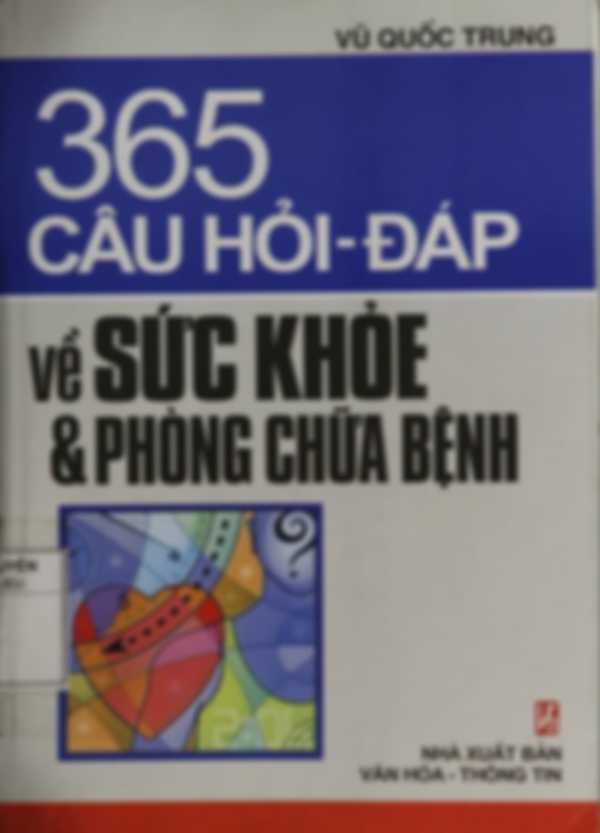 VŨ QUỐC TRUNG
365
CÂU HỎI-ĐÁP
Về SỨC KHỎE
& PHÒNG CHỮA BỆNH
NHÀ XUẤT BẢN
VĂN HÓA - THÔNG TIN